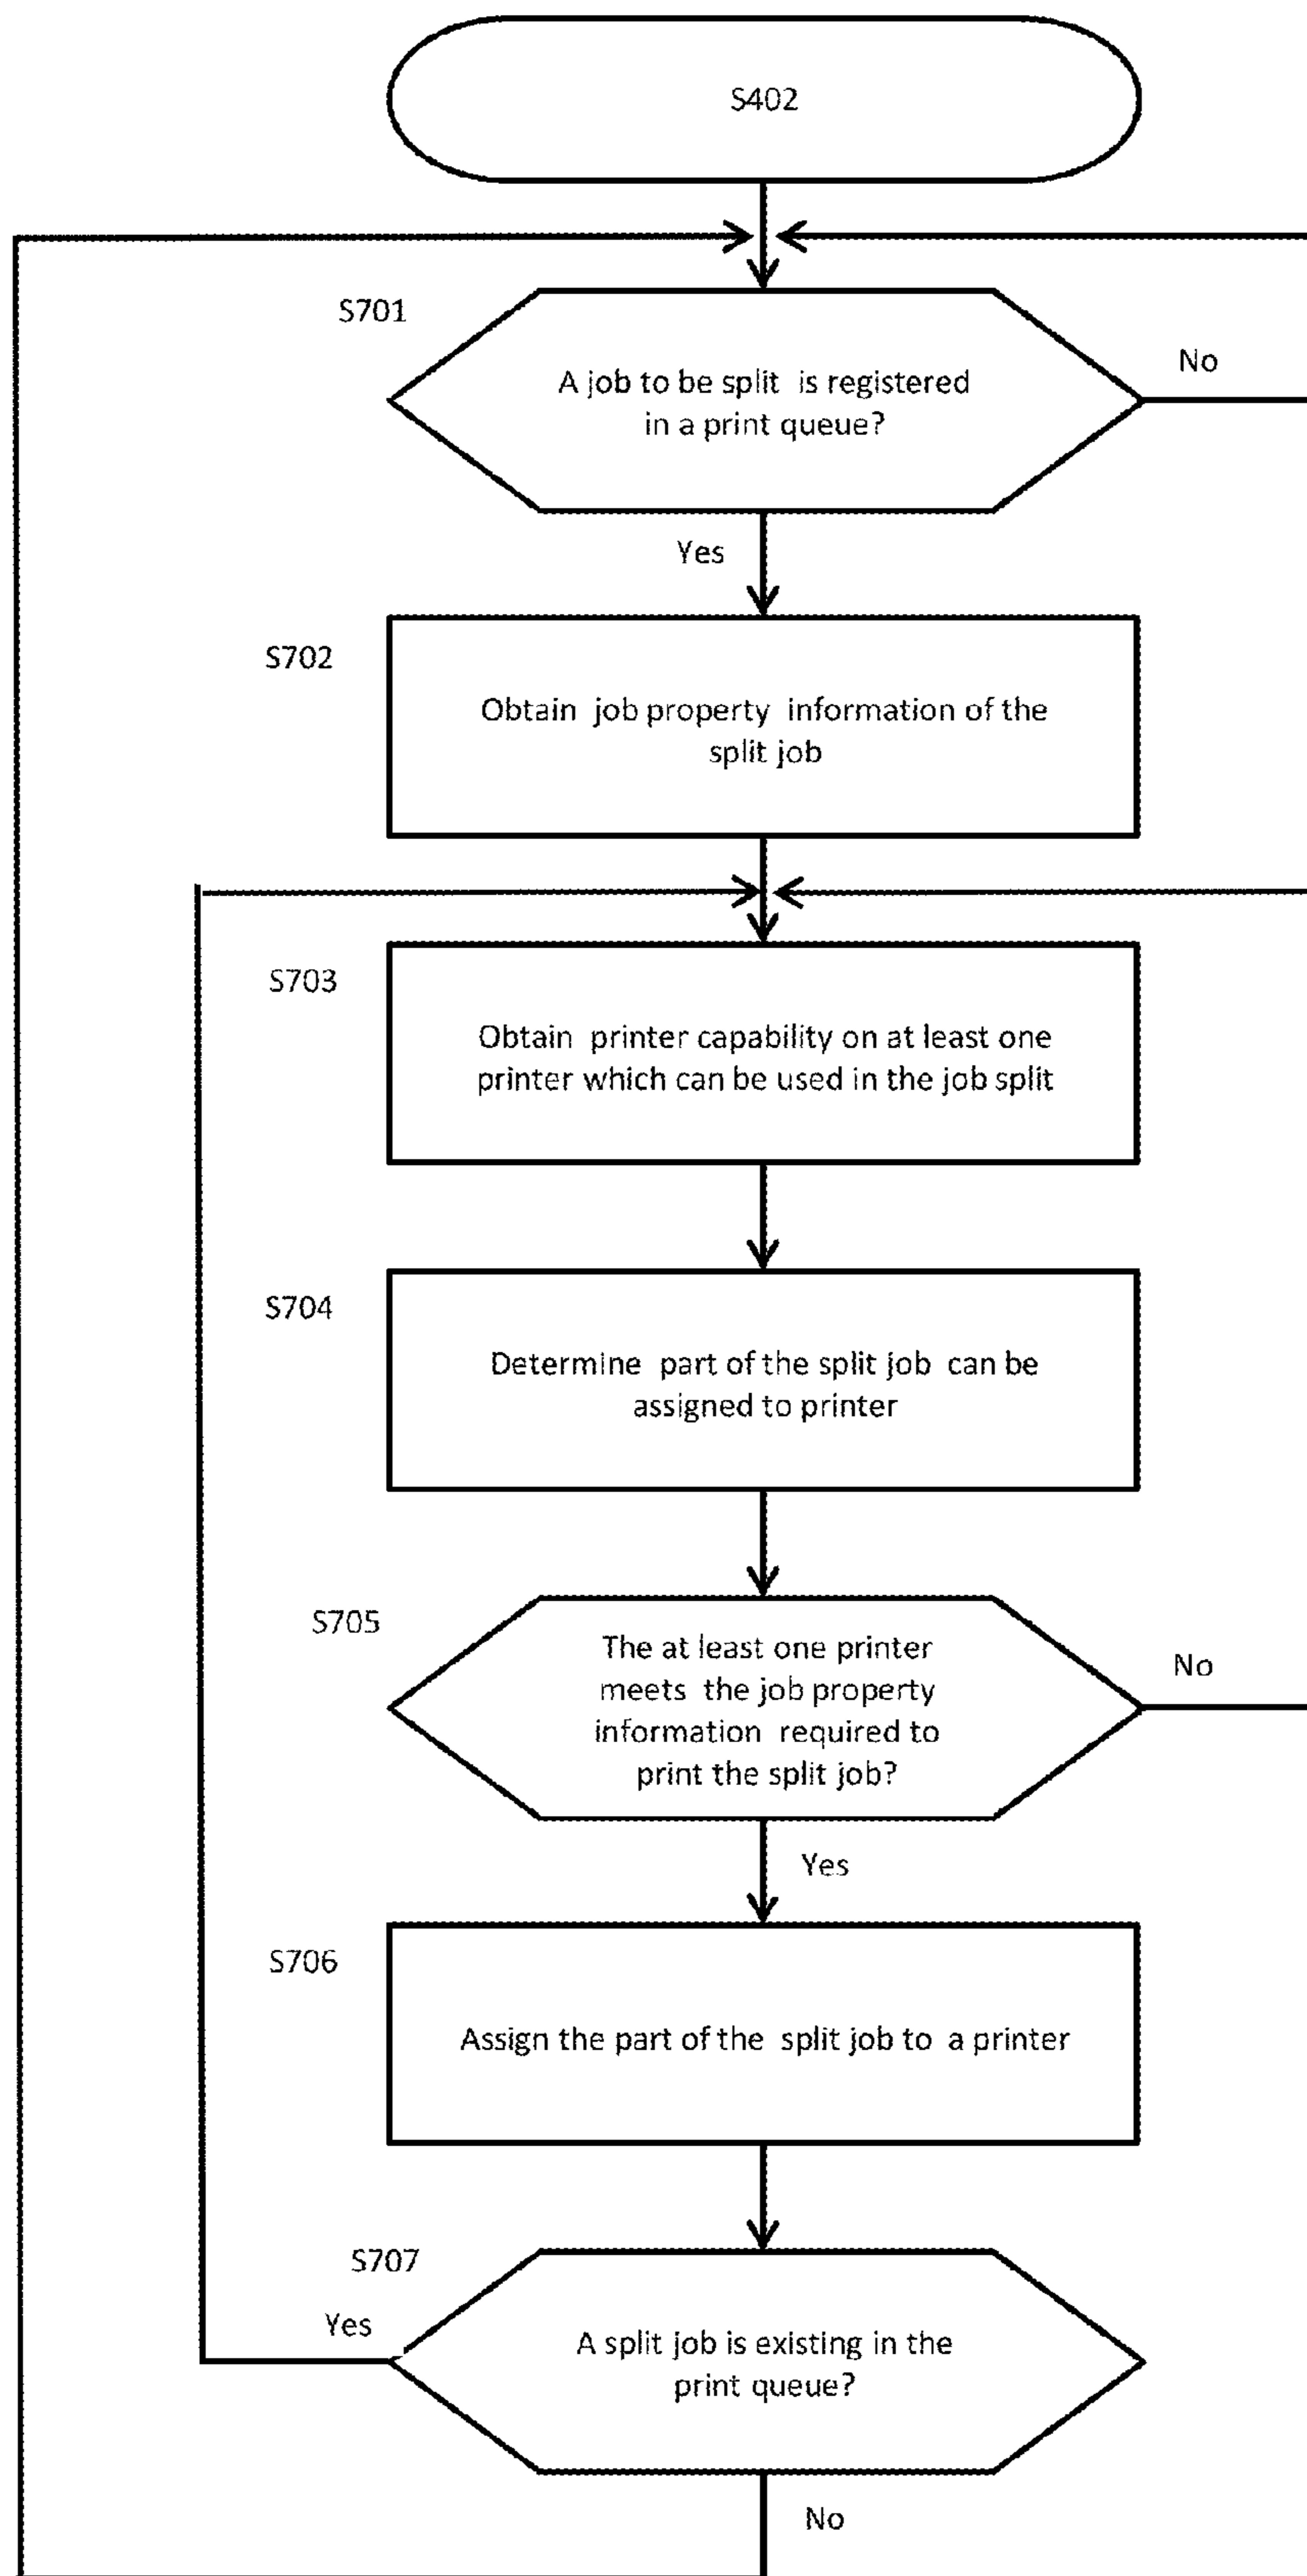 S402
S701
A job to be split is registered
in a print queue?
No
Yes
S702
Obtain job property information of the
split job
S703
Obtain printer capability on at least one
printer which can be used in the job split
S704
Determine part of the split job can be
assigned to printer
S705
The at least one printer
meets the job property
information required to
print the split job?
No
Yes
S706
Assign the part of the split job to a printer
S707
Yes
A split job is existing in the
print queue?
No